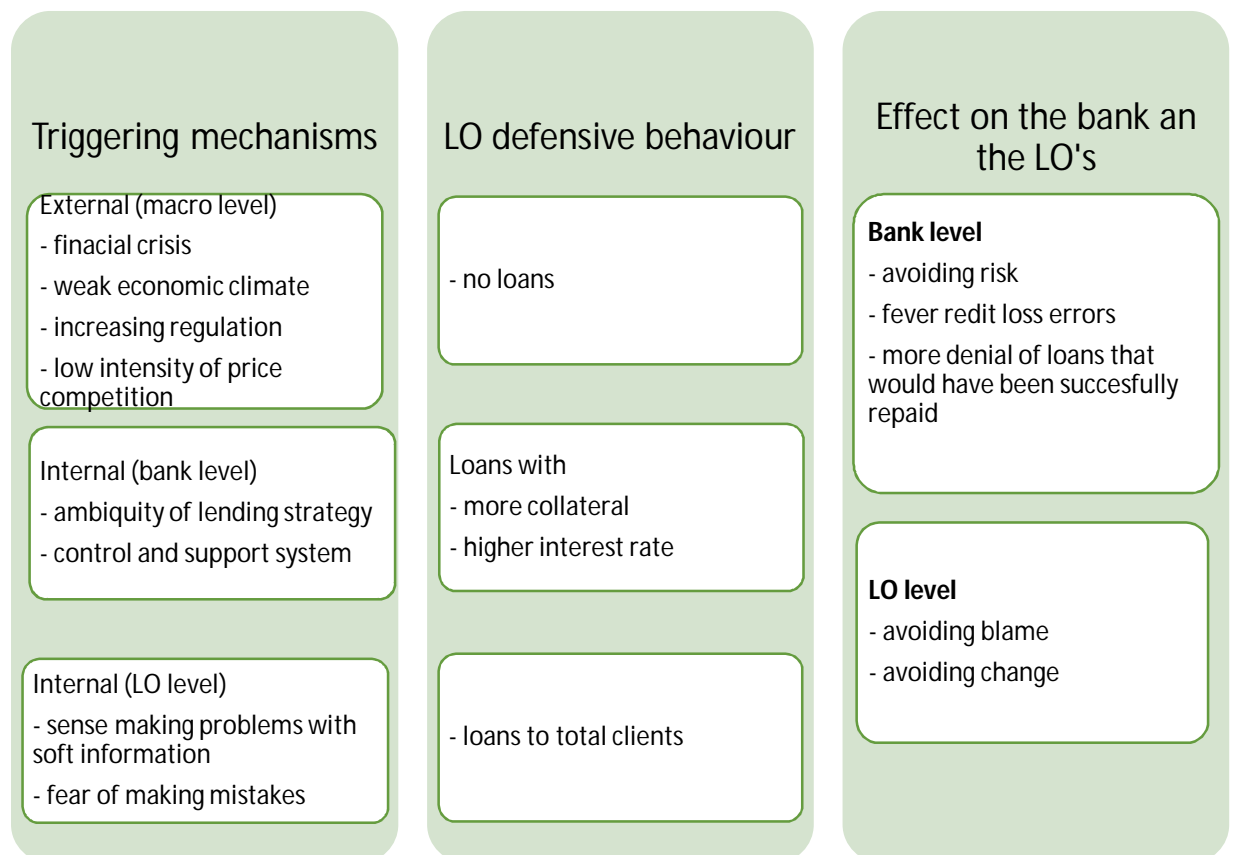 Triggering mechanisms
External (macro level)
- finacial crisis
- weak economic climate
- increasing regulation
- low intensity of price
competition
Internal (bank level)
- ambiquity of lending strategy
- control and support system
Internal (LO level)
- sense making problems with
soft information
- fear of making mistakes
LO defensive behaviour
- no loans
Loans with
- more collateral
- higher interest rate
- loans to total clients
Effect on the bank an
the LO's
Bank level
- avoiding risk
- fever redit loss errors
- more denial of loans that
would have been succesfully
repaid
LO level
- avoiding blame
- avoiding change